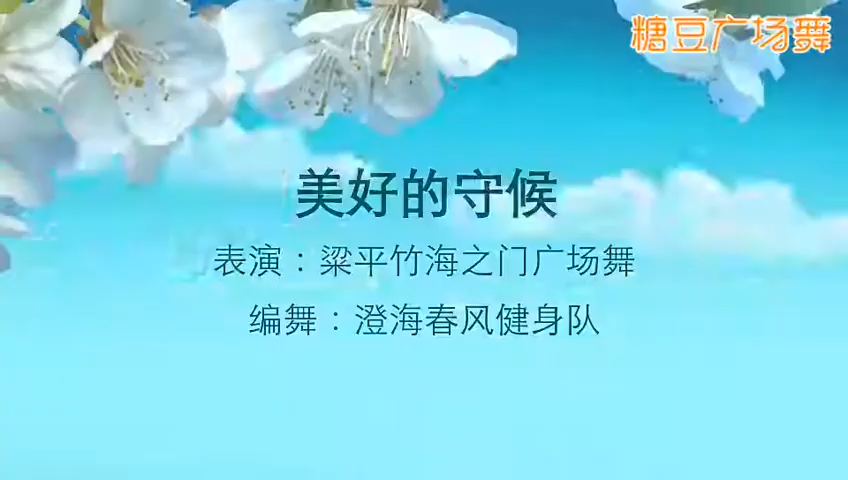 糖豆广场舞
美好的守候
表演：梁平竹海之门广场舞
编舞：澄海春风健身队